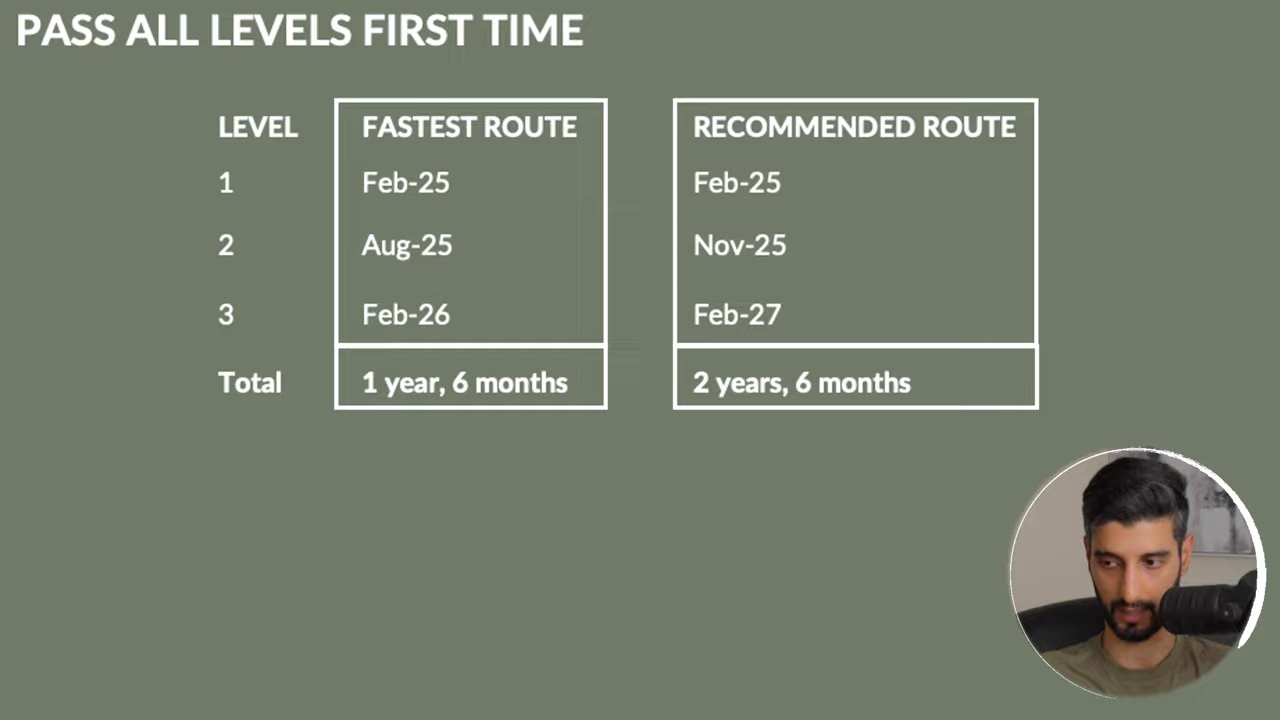 PASS ALL LEVELS FIRST TIME
LEVEL FASTEST ROUTE RECOMMENDED ROUTE
1 Feb-25 Feb-25
2 Aug-25 Nov-25
3 Feb-26 Feb-27
Total 1 year, 6 months 2 years, 6 months